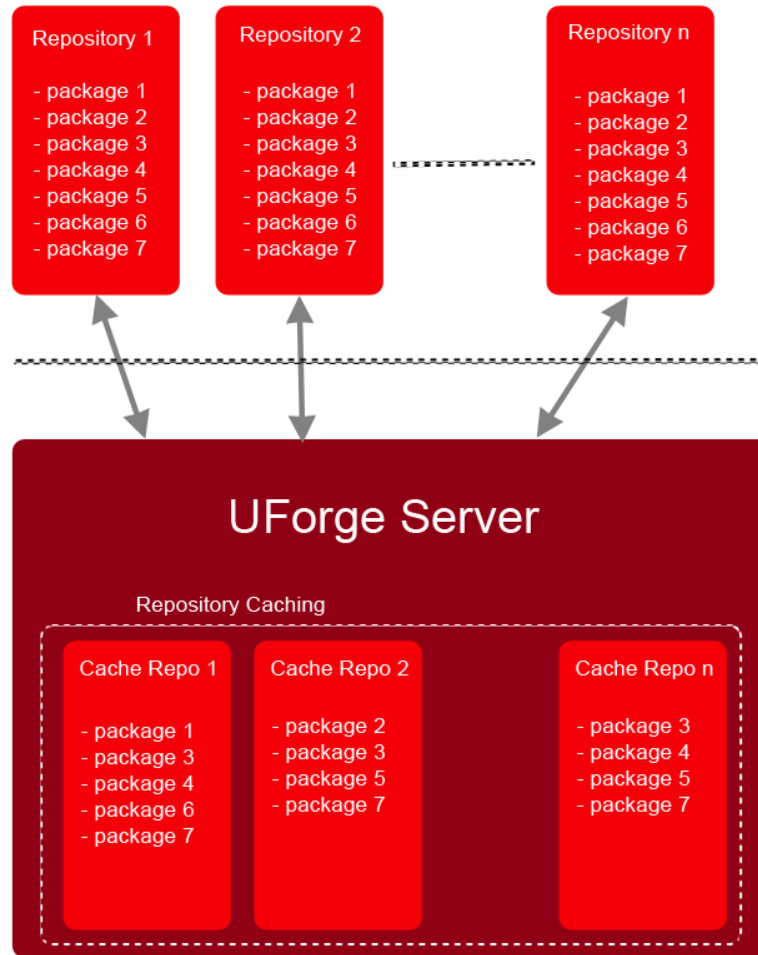 Repository 1
- package 1
- package 2
- package 3
- package 4
- package 5
- package 6
- package 7
Repository 2
- package 1
- package 2
- package 3
- package 4
- package 5
- package 6
- package 7
Repository n
- package 1
- package 2
- package 3
- package 4
- package 5
- package 6
- package 7
UForge Server
Repository Caching
Cache Repo 1
- package 1
- package 3
- package 4
- package 6
- package 7
Cache Repo 2
- package 2
- package 3
- package 5
- package 7
Cache Repo n
- package 3
- package 4
- package 5
- package 7